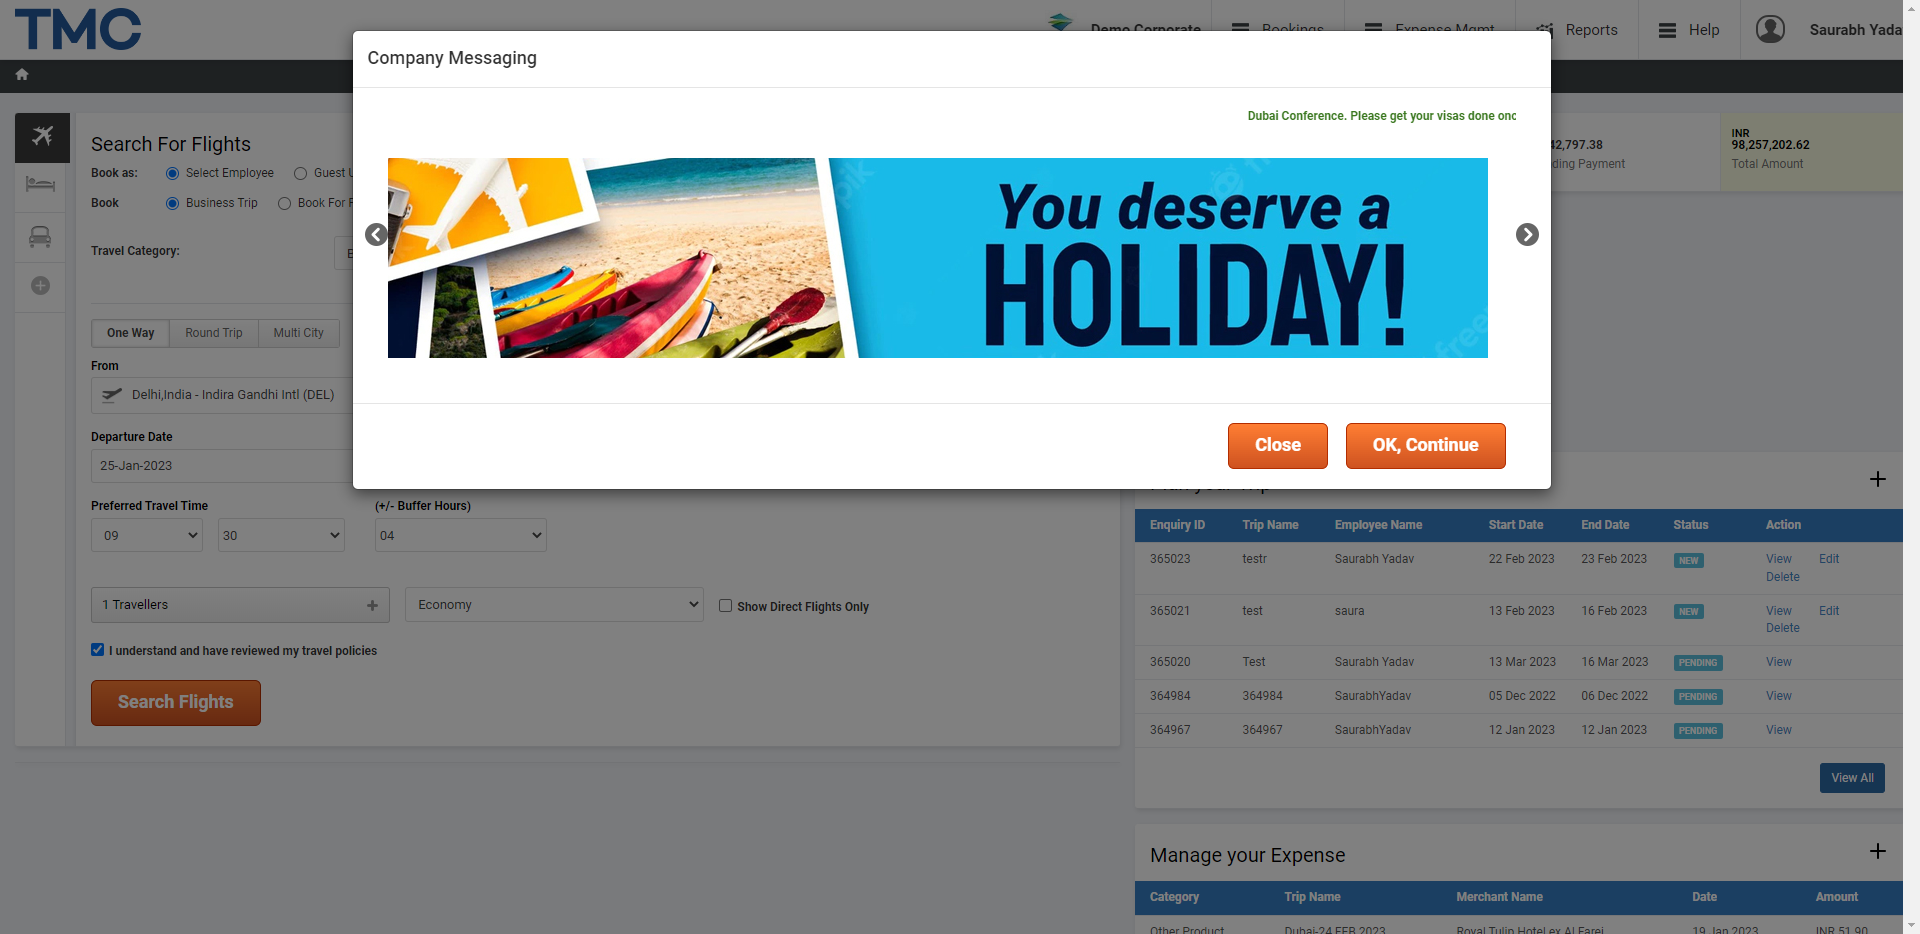 TMC
Demo Corporate
Bookings
Expense Mgmt
Reports
Help
Saurabh Yada
Company Messaging
Dubai Conference. Please get your visas done onc
You deserve a
HOLIDAY!
Close
OK, Continue
Search For Flights
Book as:
Select Employee
Guest U
Book
Business Trip
Book For P
Travel Category:
B
One Way
Round Trip
Multi City
From
Delhi,India - Indira Gandhi Intl (DEL)
Departure Date
25-Jan-2023
Preferred Travel Time
(+/- Buffer Hours)
09
30
04
1 Travellers
Economy
Show Direct Flights Only
I understand and have reviewed my travel policies
Search Flights
42,797.38
ding Payment
INR
98,257,202.62
Total Amount
Enquiry ID Trip Name Employee Name Start Date End Date Status Action
365023 testr Saurabh Yadav 22 Feb 2023 23 Feb 2023 NEW View Edit
Delete
365021 test saura 13 Feb 2023 16 Feb 2023 NEW View Edit
Delete
365020 Test Saurabh Yadav 13 Mar 2023 16 Mar 2023 PENDING View
364984 364984 SaurabhYadav 05 Dec 2022 06 Dec 2022 PENDING View
364967 364967 SaurabhYadav 12 Jan 2023 12 Jan 2023 PENDING View
View All
Manage your Expense
Category Trip Name Merchant Name Date Amount
Other Product Dubai-24 FEB 2023 Royal Tulip Hotel ex Al Farej 19 Jan 2023 INR 51.90